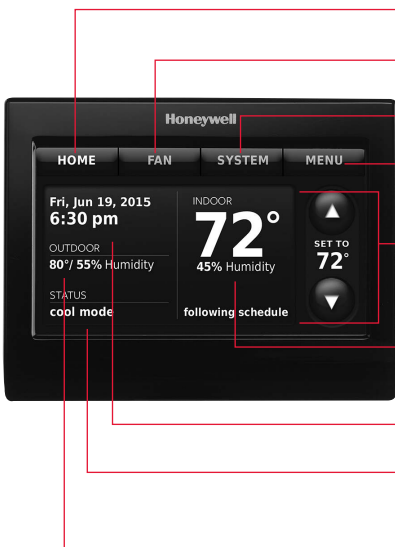 Honeywell
HOME FAN SYSTEM MENU
Fri, Jun 19, 2015
6:30 pm
OUTDOOR
80°/ 55% Humidity
STATUS
cool mode
INDOOR
72°
45% Humidity
following schedule
SET TO
72°